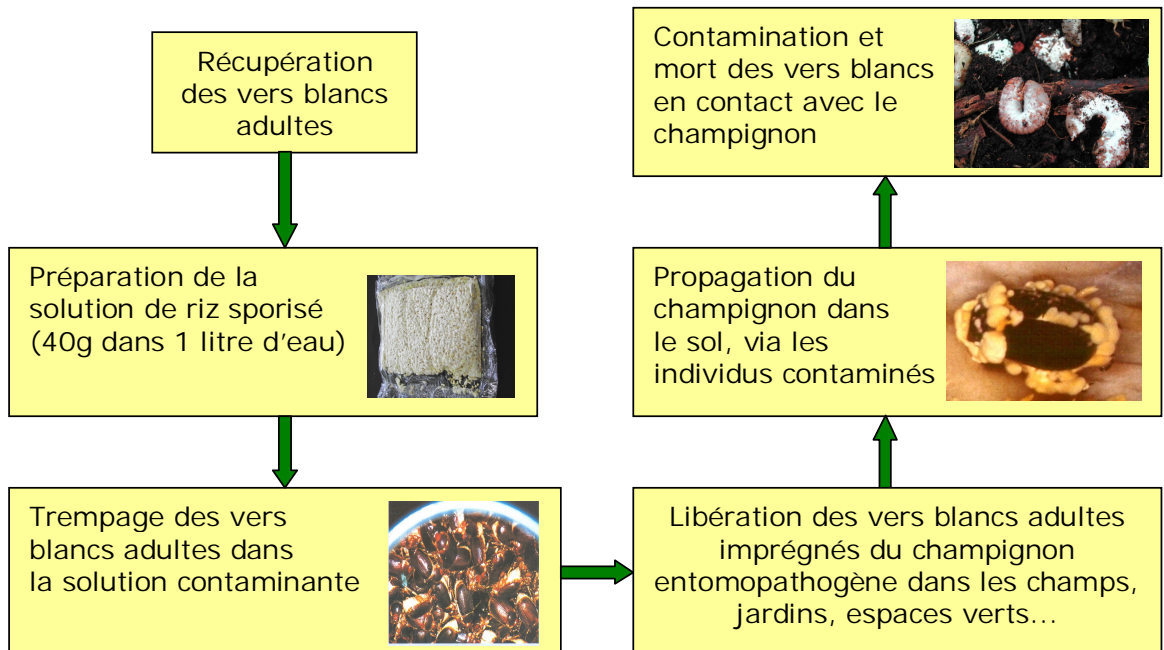 Récupération
des vers blancs
adultes
Préparation de la
solution de riz sporisé
(40g dans 1 litre d'eau)
Trempage des vers
blancs adultes dans
la solution contaminante
Libération des vers blancs adultes
imprégnés du champignon
entomopathogène dans les champs,
jardins, espaces verts…
Propagation du
champignon dans
le sol, via les
individus contaminés
Contamination et
mort des vers blancs
en contact avec le
champignon